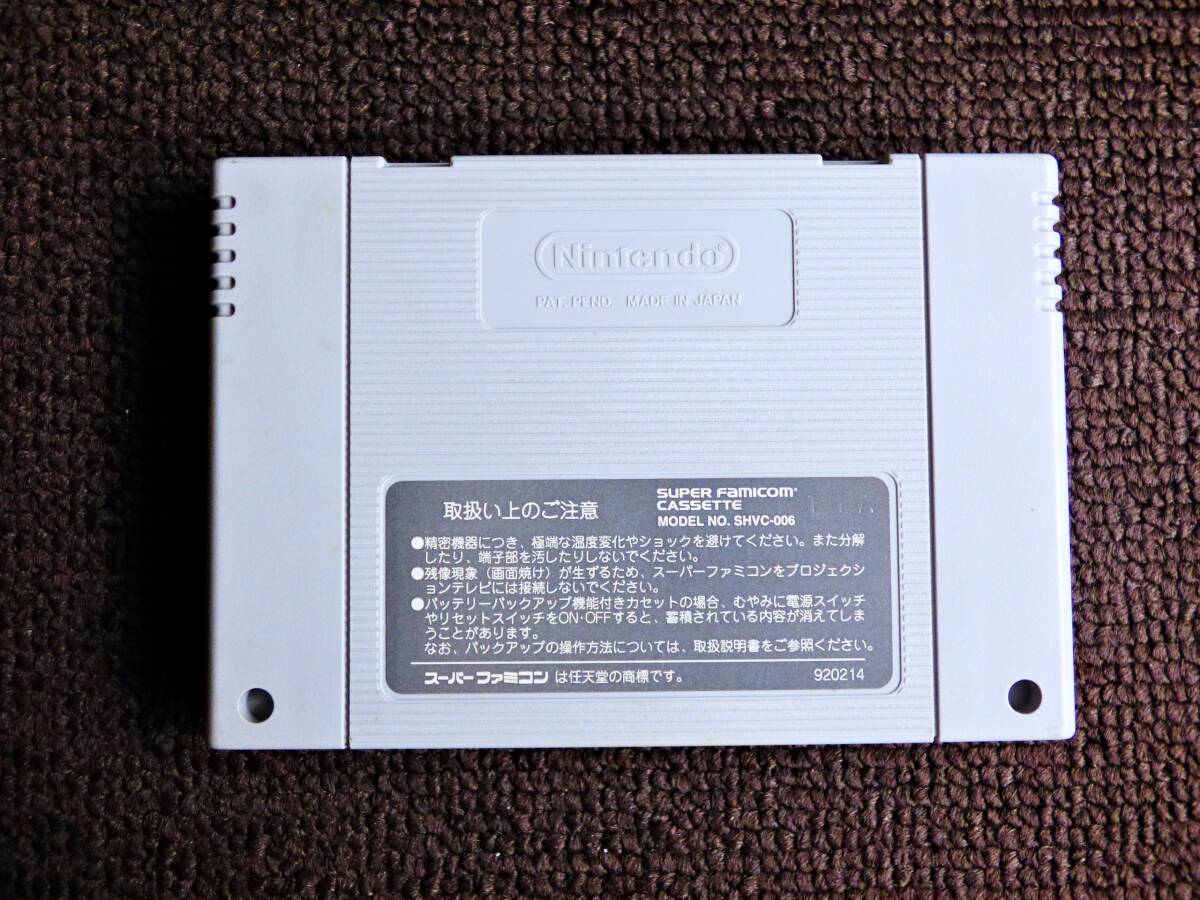 Nintendo®
PAT. PEND. MADE IN JAPAN
取扱い上のご注意
SUPER FAMICOM
CASSETTE
MODEL NO. SHVC-006
●精密機器につき、極端な温度変化やショックを避けてください。また分解
したり、端子部を汚したりしないでください。
●残像現象（画面焼け）が生ずるため、スーパーファミコンをプロジェクシ
ョンテレビには接続しないでください。
●バッテリーバックアップ機能付きカセットの場合、むやみに電源スイッチ
やリセットスイッチをON・OFFすると、蓄積されている内容が消えてしま
うことがあります。
なお、バックアップの操作方法については、取扱説明書をご参照ください。
スーパーファミコン は任天堂の商標です。 920214